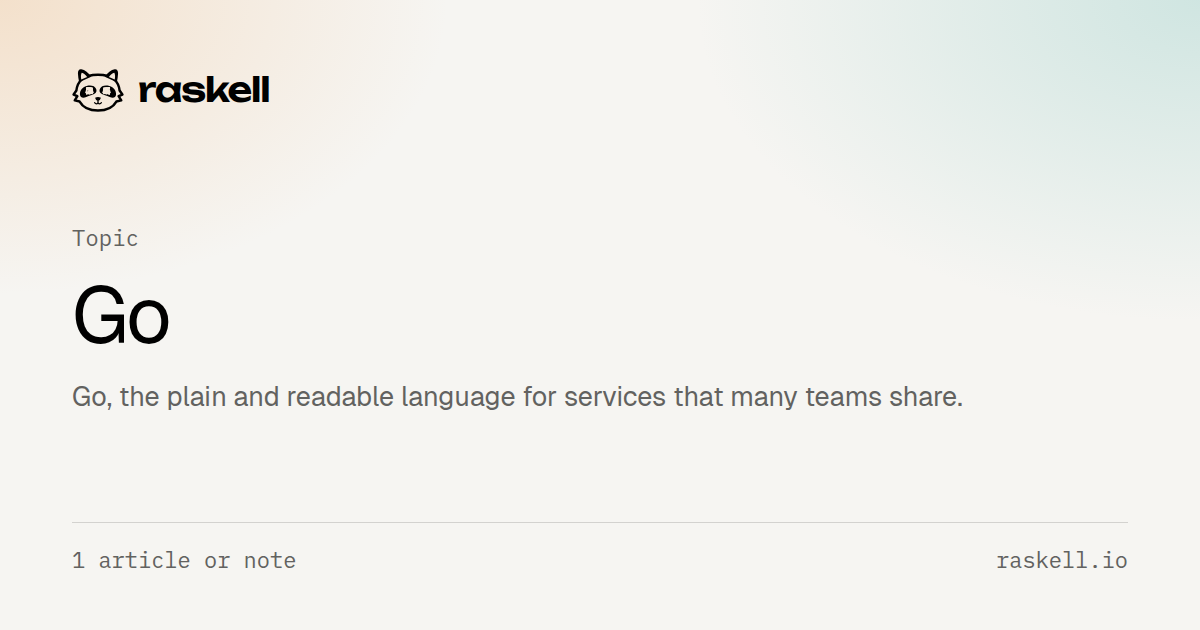 raskell
Topic
Go
Go, the plain and readable language for services that many teams share.
1 article or note
raskell.io